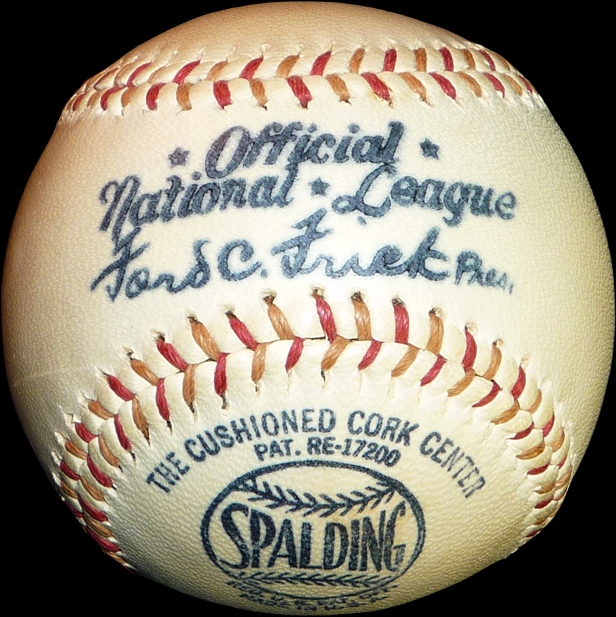 Official
National League
Ford C. Frick Pres.
THE CUSHIONED CORK CENTER
PAT. RE-17200
SPALDING